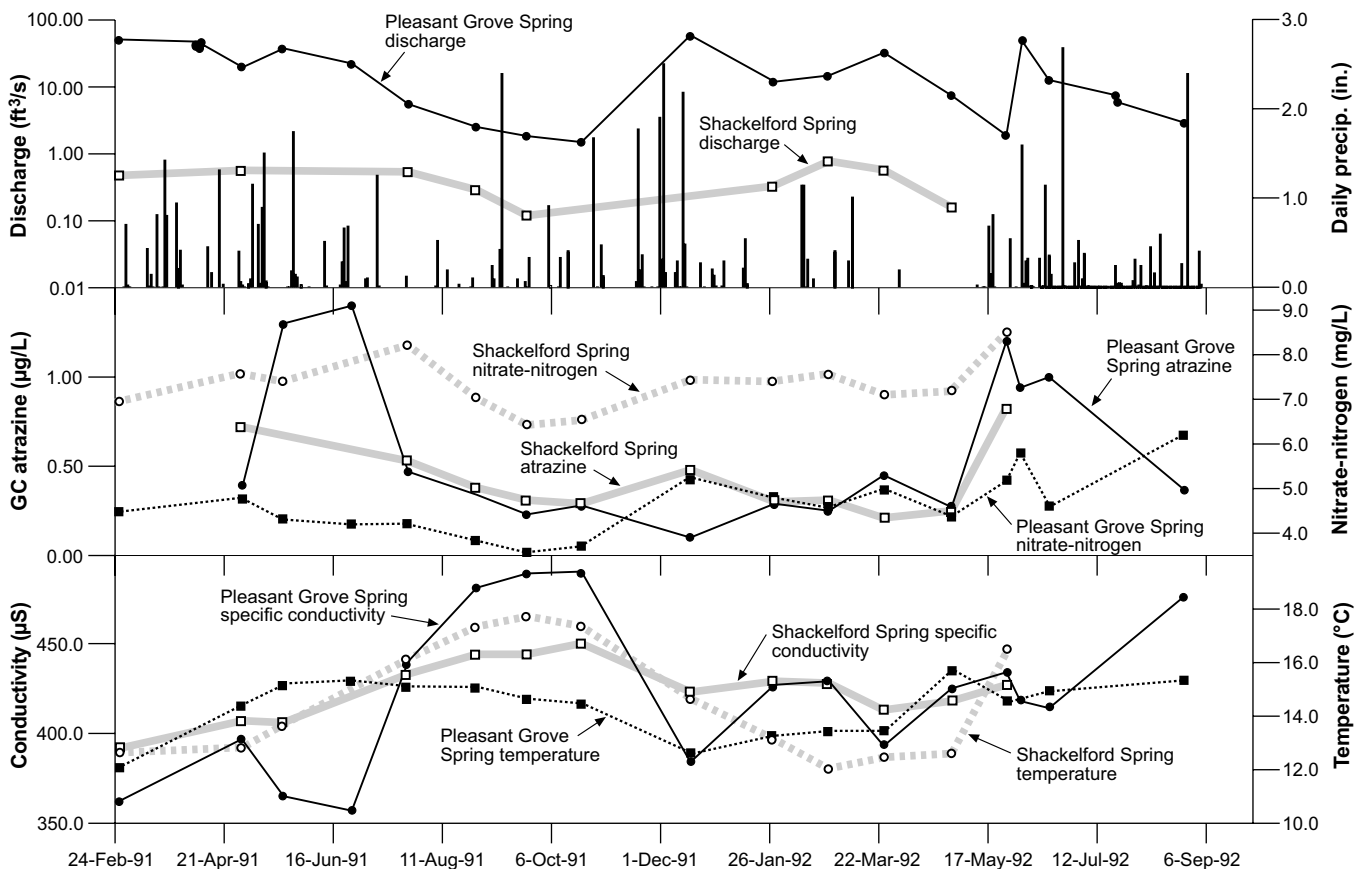 100.00
10.00
1.00
0.10
0.01
Discharge (ft³/s)
Pleasant Grove Spring
discharge
Shackelford Spring
discharge
3.0
2.0
1.0
0.0
Daily precip. (in.)
1.00
0.50
0.00
GC atrazine (µg/L)
Shackelford Spring
nitrate-nitrogen
Shackelford Spring
atrazine
Pleasant Grove
Spring atrazine
Pleasant Grove Spring
nitrate-nitrogen
9.0
8.0
7.0
6.0
5.0
4.0
Nitrate-nitrogen (mg/L)
450.0
400.0
350.0
Conductivity (µS)
Pleasant Grove Spring
specific conductivity
Shackelford Spring specific
conductivity
Pleasant Grove
Spring temperature
Shackelford Spring
temperature
18.0
16.0
14.0
12.0
10.0
Temperature (°C)
24-Feb-91
21-Apr-91
16-Jun-91
11-Aug-91
6-Oct-91
1-Dec-91
26-Jan-92
22-Mar-92
17-May-92
12-Jul-92
6-Sep-92